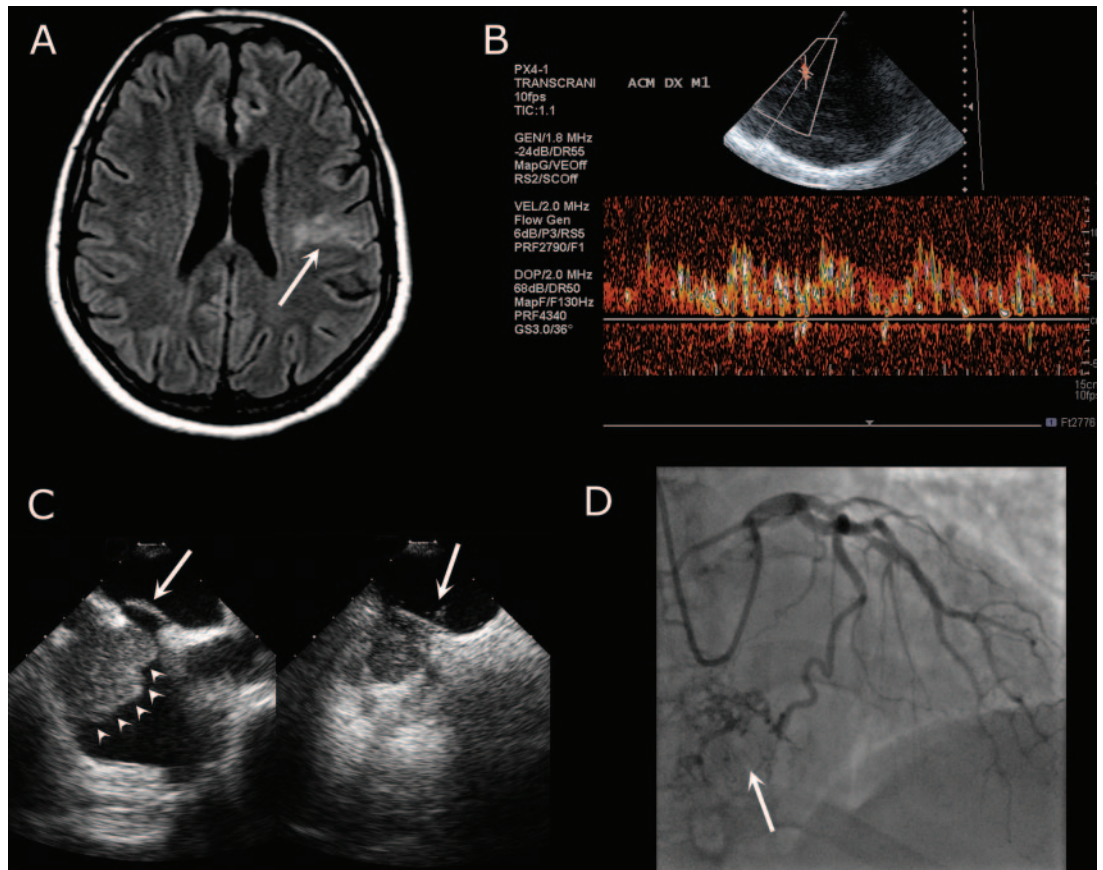 A
B
PX4-1
TRANSCRANI
10fps
TIC:1.1
ACM DX M1
GEN/1.8 MHz
-24dB/DR55
MapG/VEOff
RS2/SCOff
VEL/2.0 MHz
Flow Gen
6dB/P3/RS5
PRF2790/F1
DOP/2.0 MHz
68dB/DR50
MapF/F130Hz
PRF4340
GS3.0/36°
15cm
10fps
1 Ft2776
C
D